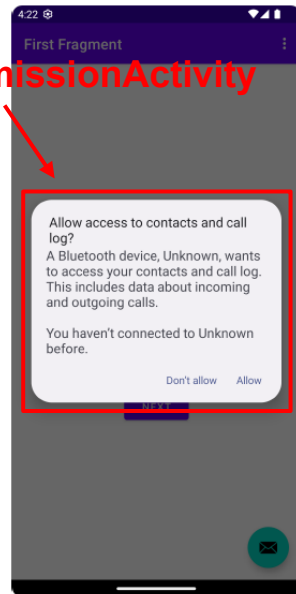 4:22
First Fragment
missionActivity
Allow access to contacts and call
log?
A Bluetooth device, Unknown, wants
to access your contacts and call log.
This includes data about incoming
and outgoing calls.
You haven't connected to Unknown
before.
Don't allow Allow
NEXT